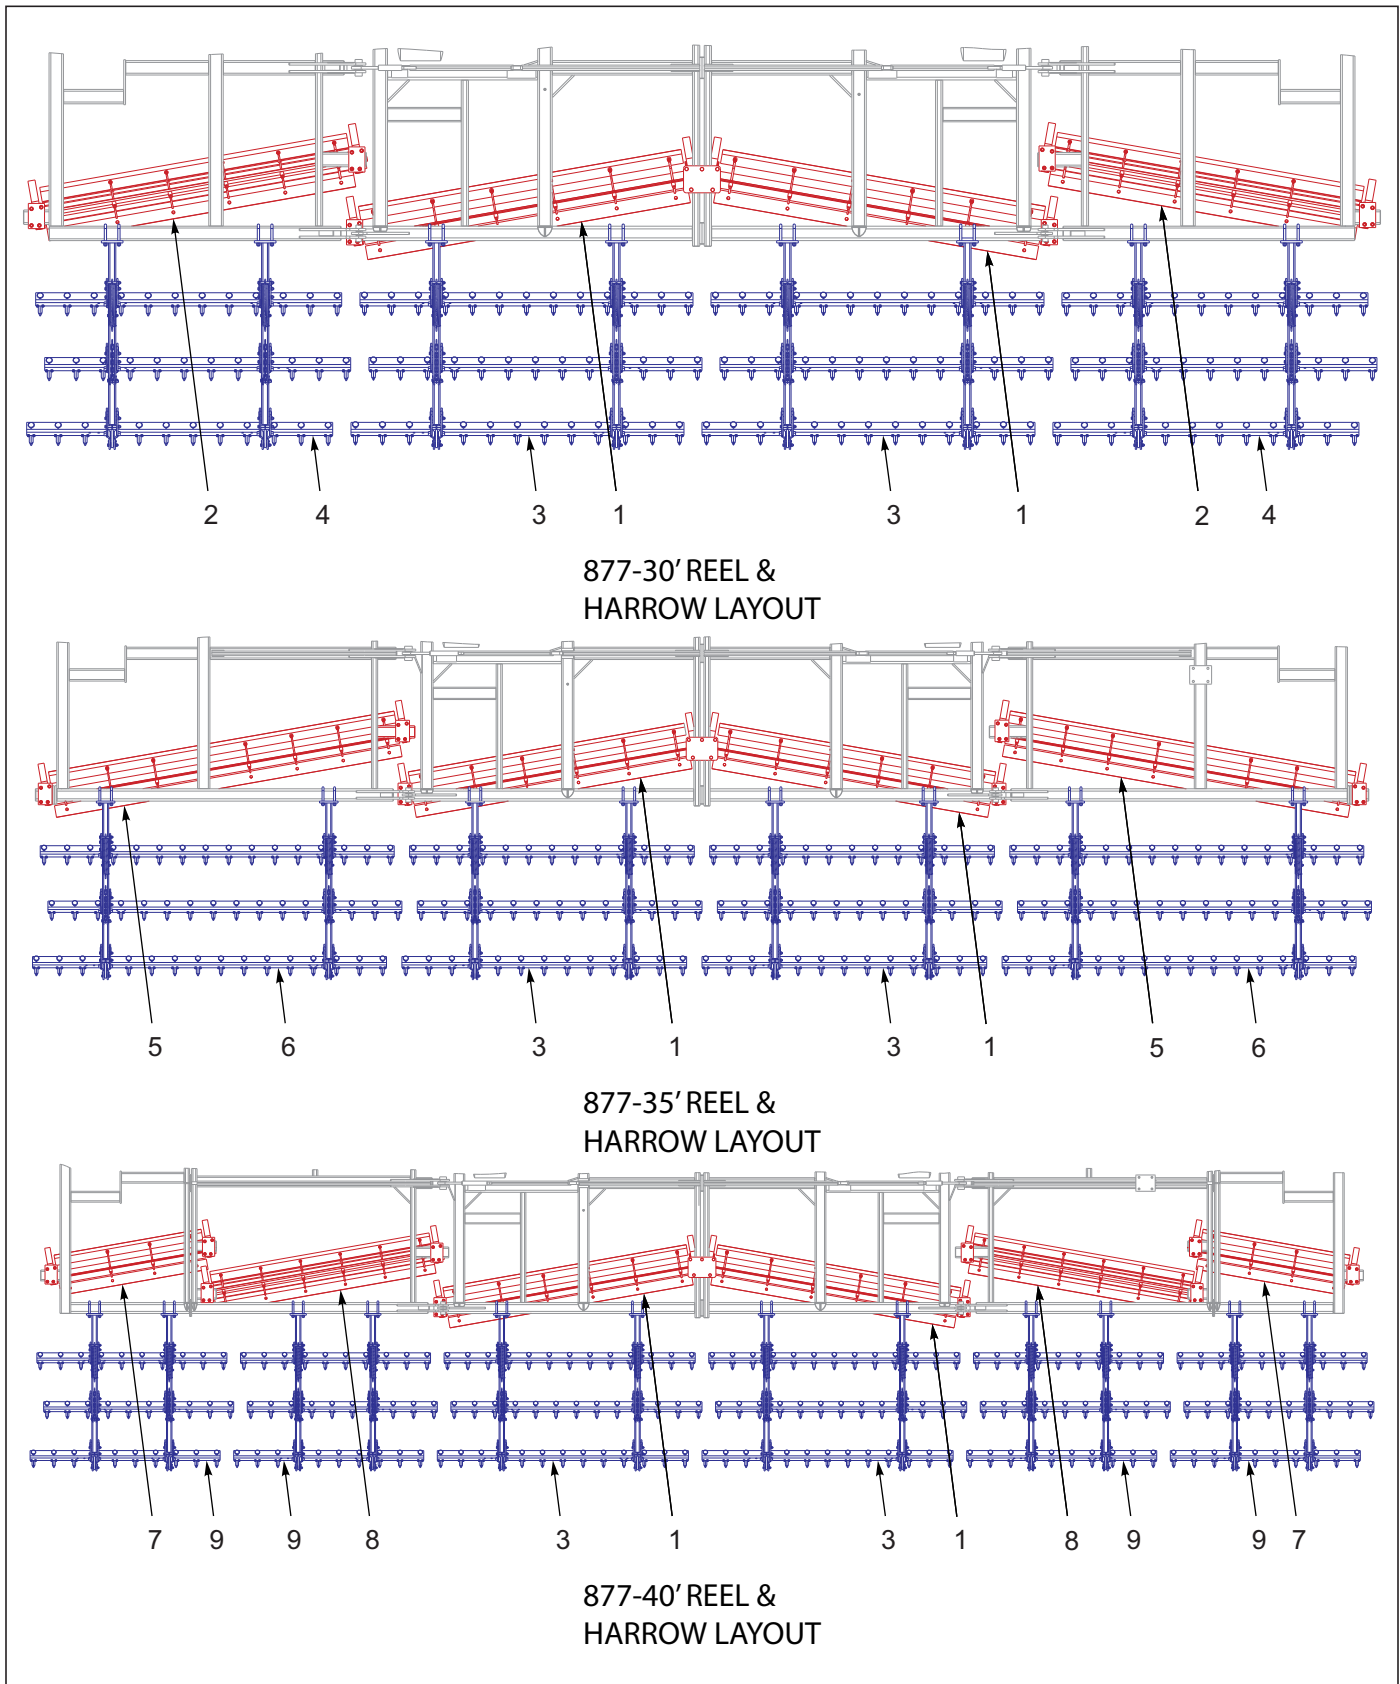 2 4 3 1 3 1 2 4
877-30' REEL &
HARROW LAYOUT
5 6 3 1 3 1 5 6
877-35' REEL &
HARROW LAYOUT
7 9 9 8 3 1 3 1 8 9 9 7
877-40' REEL &
HARROW LAYOUT